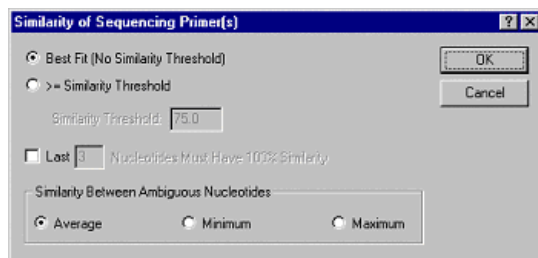 Similarity of Sequencing Primer(s)
Best Fit (No Similarity Threshold)
OK
>= Similarity Threshold
Cancel
Similarity Threshold: 75.0
Last 3 Nucleotides Must Have 100% Similarity
Similarity Between Ambiguous Nucleotides
Average Minimum Maximum